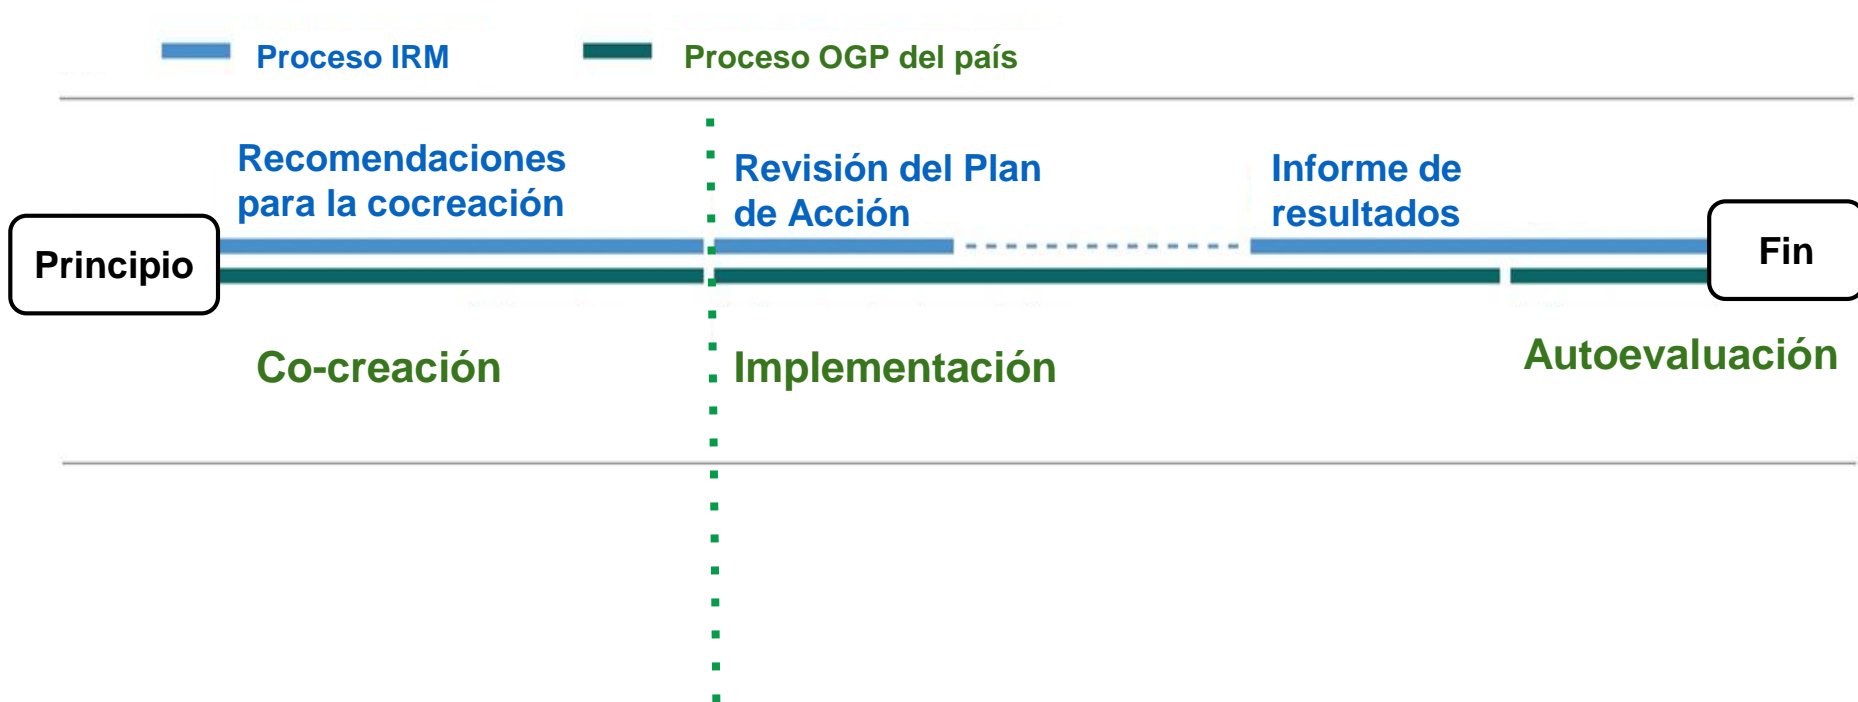 Proceso IRM
Proceso OGP del país
Recomendaciones
para la cocreación
Revisión del Plan
de Acción
Informe de
resultados
Principio
Fin
Co-creación
Implementación
Autoevaluación